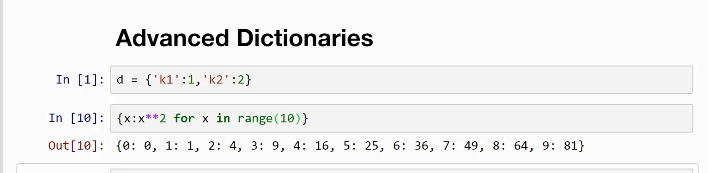 Advanced Dictionaries
In [1]: d = {'k1':1,'k2':2}
In [10]: {x:x**2 for x in range(10)}
Out[10]: {0: 0, 1: 1, 2: 4, 3: 9, 4: 16, 5: 25, 6: 36, 7: 49, 8: 64, 9: 81}